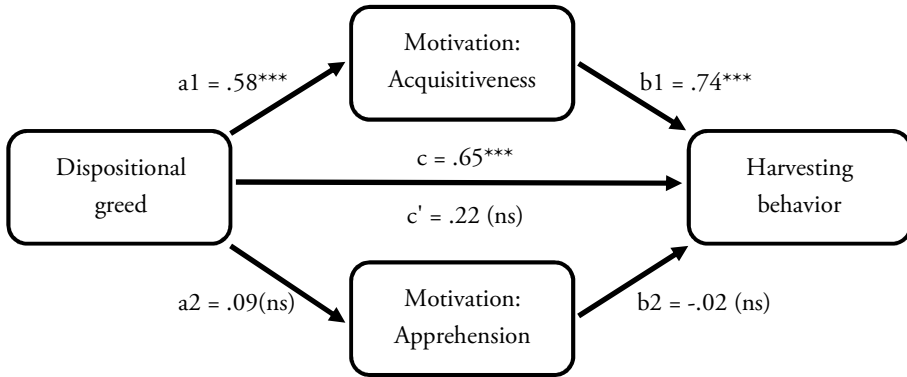 Motivation:
Acquisitiveness
a1 = .58***
b1 = .74***
Dispositional
greed
c = .65***
c' = .22 (ns)
Harvesting
behavior
a2 = .09(ns)
Motivation:
Apprehension
b2 = -.02 (ns)